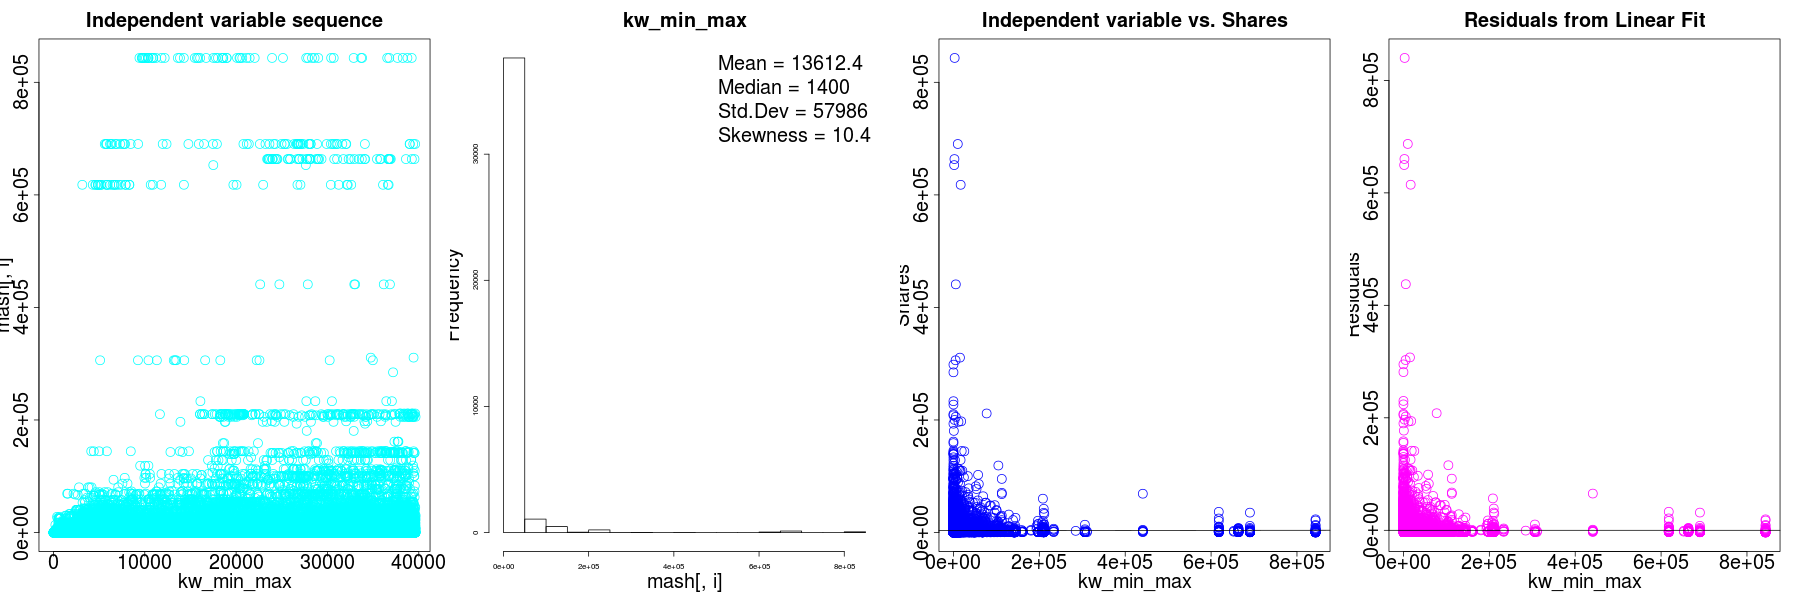 Independent variable sequence
mash[, i]
0e+00
2e+05
4e+05
6e+05
8e+05
0
10000
20000
30000
40000
kw_min_max
kw_min_max
Mean = 13612.4
Median = 1400
Std.Dev = 57986
Skewness = 10.4
Frequency
0
10000
20000
30000
0e+00
2e+05
4e+05
6e+05
8e+05
mash[, i]
Independent variable vs. Shares
Shares
0e+00
2e+05
4e+05
6e+05
8e+05
0e+00
2e+05
4e+05
6e+05
8e+05
kw_min_max
Residuals from Linear Fit
Residuals
0e+00
2e+05
4e+05
6e+05
8e+05
0e+00
2e+05
4e+05
6e+05
8e+05
kw_min_max